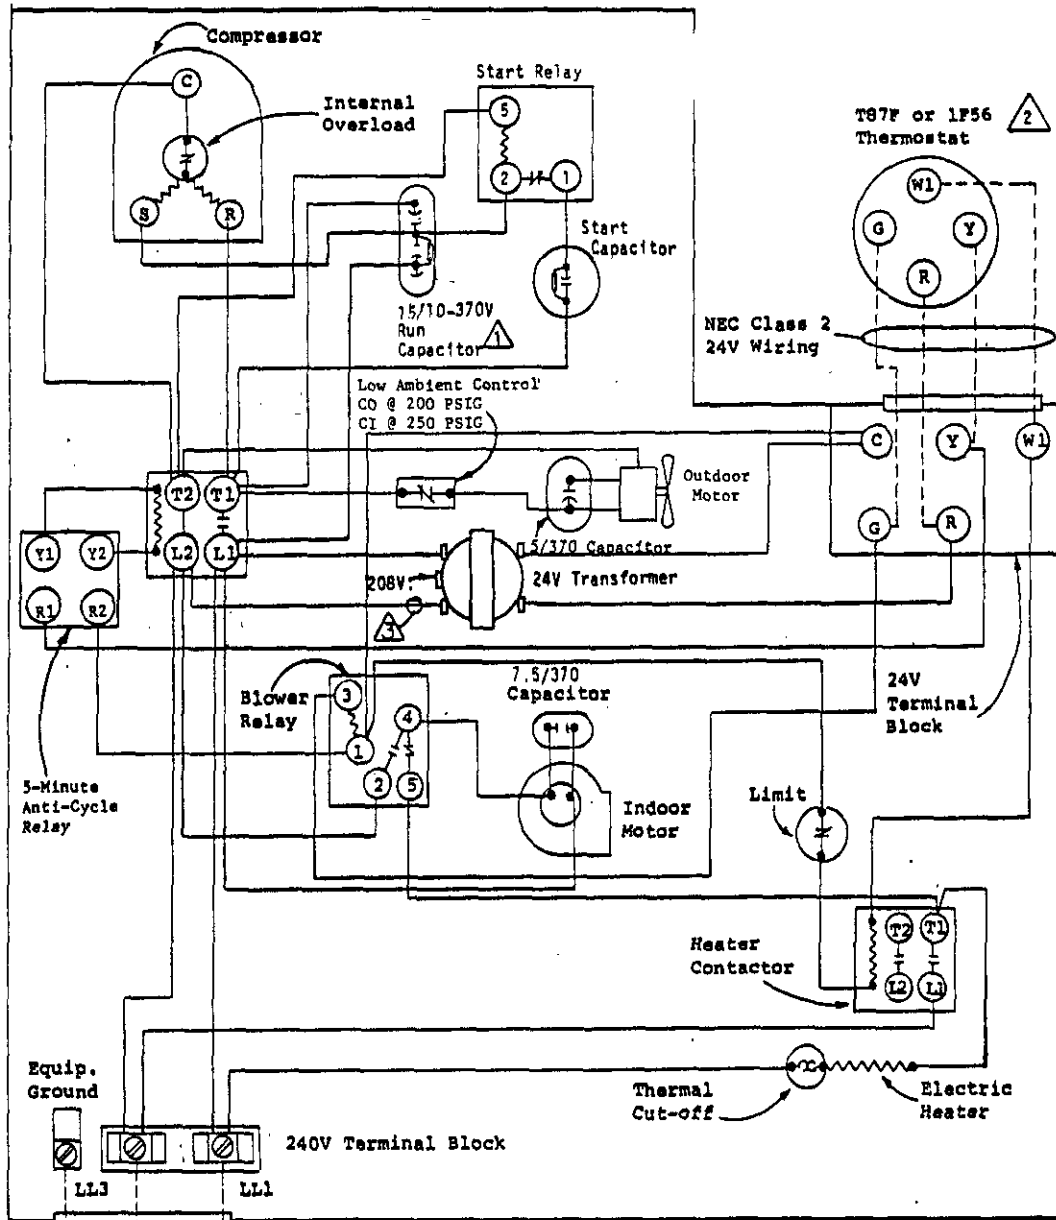 Compressor
C
Internal
Overload
S
R
Start Relay
5
2
1
Start
Capacitor
15/10-370V
Run
Capacitor
1
T87F or 1F56
Thermostat
2
W1
G
Y
R
NEC Class 2
24V Wiring
Low Ambient Control
CO @ 200 PSIG
CI @ 250 PSIG
C
Y
W1
G
R
T2
T1
L2
L1
Outdoor
Motor
5/370 Capacitor
Y1
Y2
R1
R2
208V.
24V Transformer
3
24V
Terminal
Block
Blower
Relay
3
4
1
2
5
7.5/370
Capacitor
5-Minute
Anti-Cycle
Relay
Indoor
Motor
Limit
Heater
Contactor
T2
T1
L2
L1
Equip.
Ground
Thermal
Cut-off
Electric
Heater
240V Terminal Block
LL3
LL1